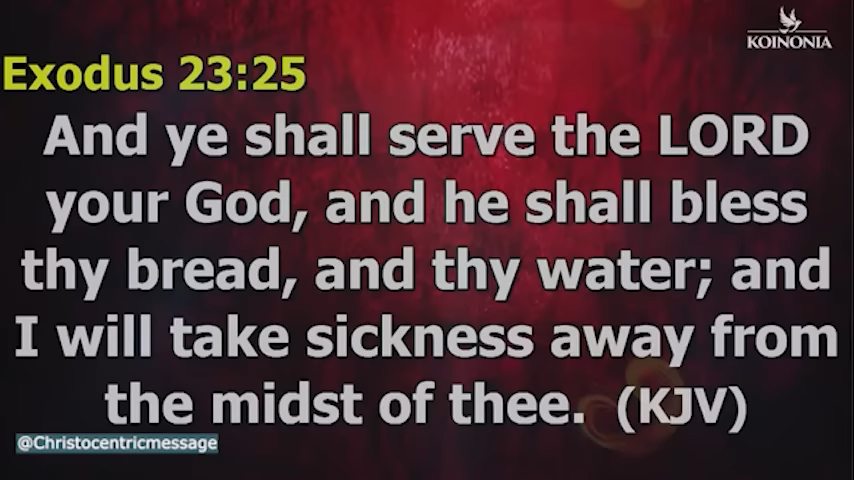 KOINONIA
Exodus 23:25
And ye shall serve the LORD
your God, and he shall bless
thy bread, and thy water; and
I will take sickness away from
the midst of thee. (KJV)
@Christocentricmessage